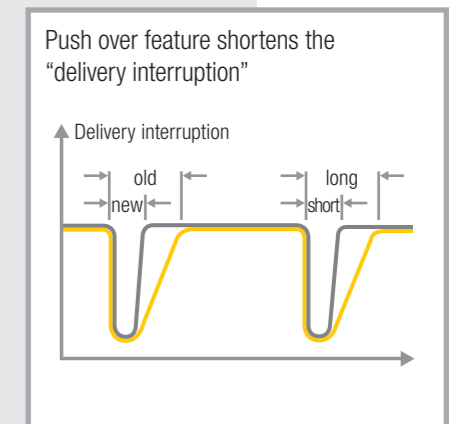 Push over feature shortens the
“delivery interruption”
Delivery interruption
old
long
new
short